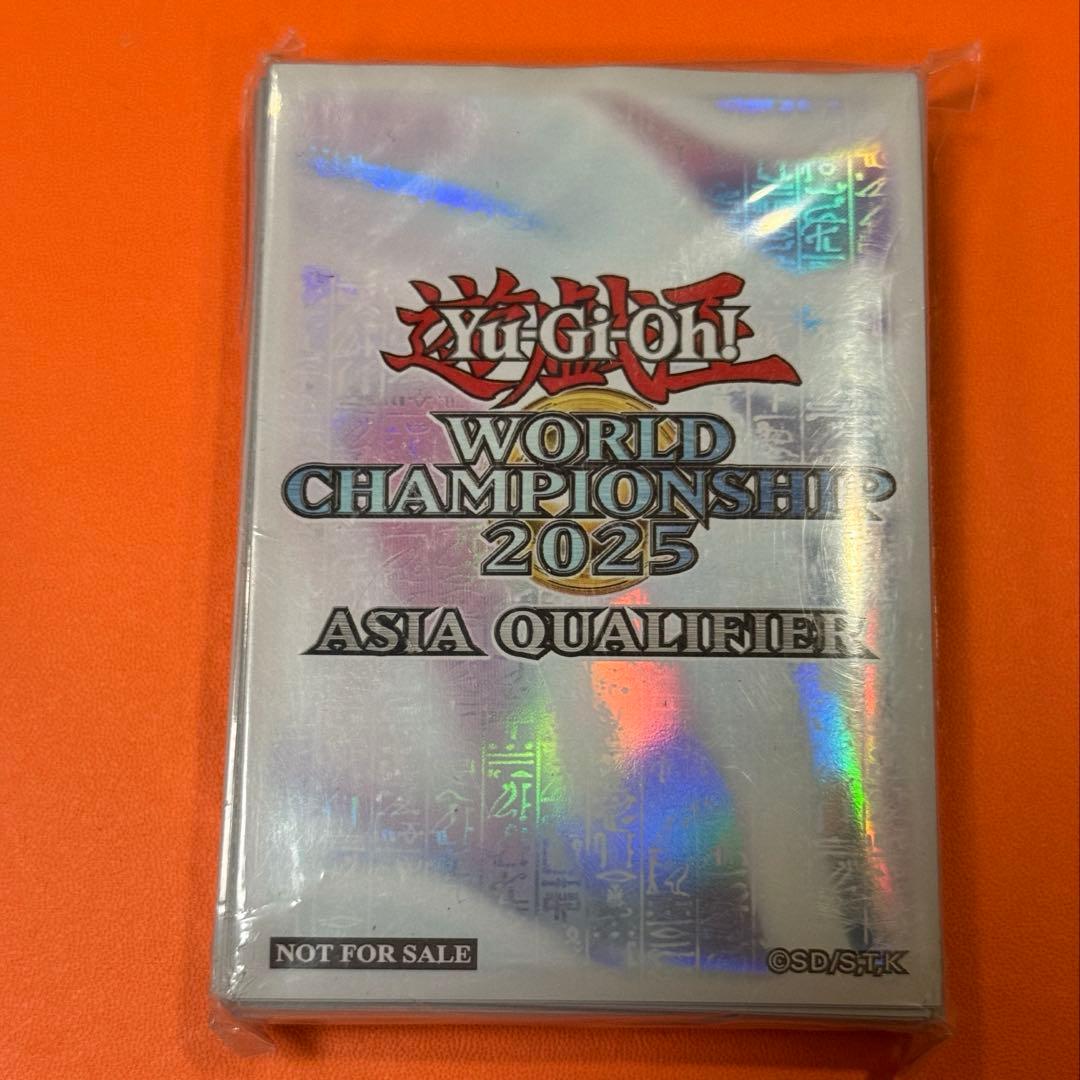 遊戯王
Yu-Gi-Oh!
WORLD
CHAMPIONSHIP
2025
ASIA QUALIFIER
NOT FOR SALE
©SD/S,T,K